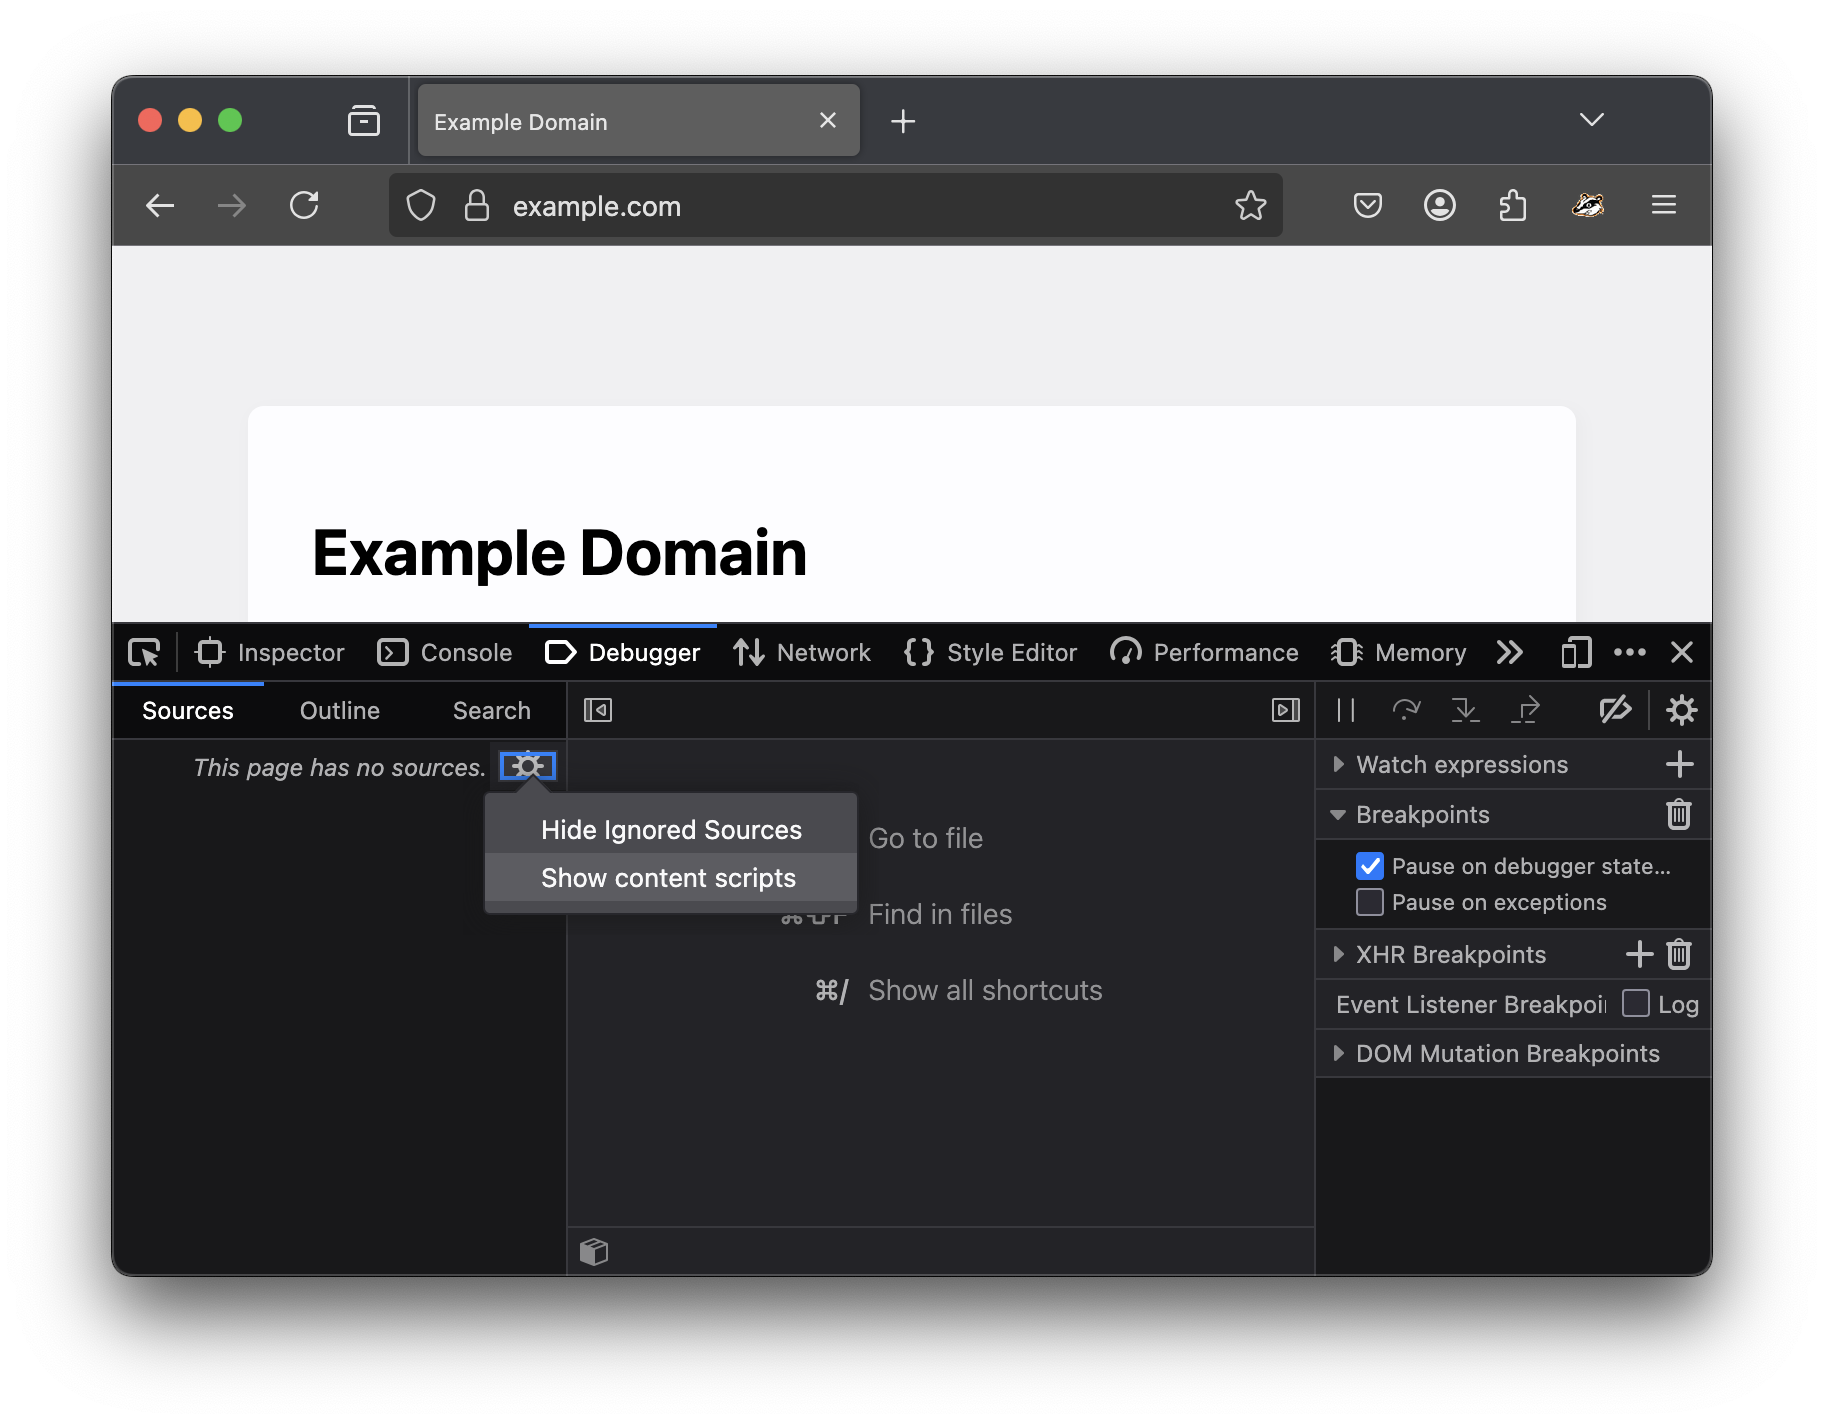 Example Domain
example.com
Example Domain
Inspector
Console
Debugger
Network
Style Editor
Performance
Memory
Sources
Outline
Search
This page has no sources.
Hide Ignored Sources
Show content scripts
Go to file
Find in files
⌘/ Show all shortcuts
Watch expressions
Breakpoints
Pause on debugger state...
Pause on exceptions
XHR Breakpoints
Event Listener Log
DOM Mutation Breakpoints